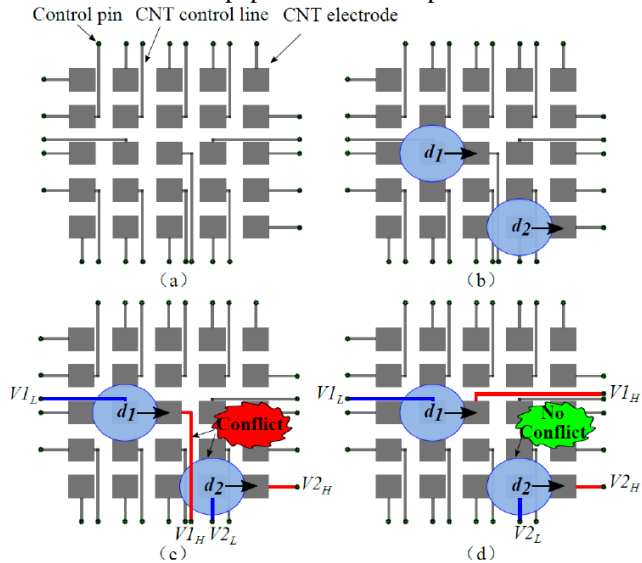 Control pin CNT control line CNT electrode
d1
d2
(a)
(b)
V1L
d1
Conflict
d2
V2H
V1H V2L
(c)
V1L
V1H
d1
No
Conflict
d2
V2H
V2L
(d)